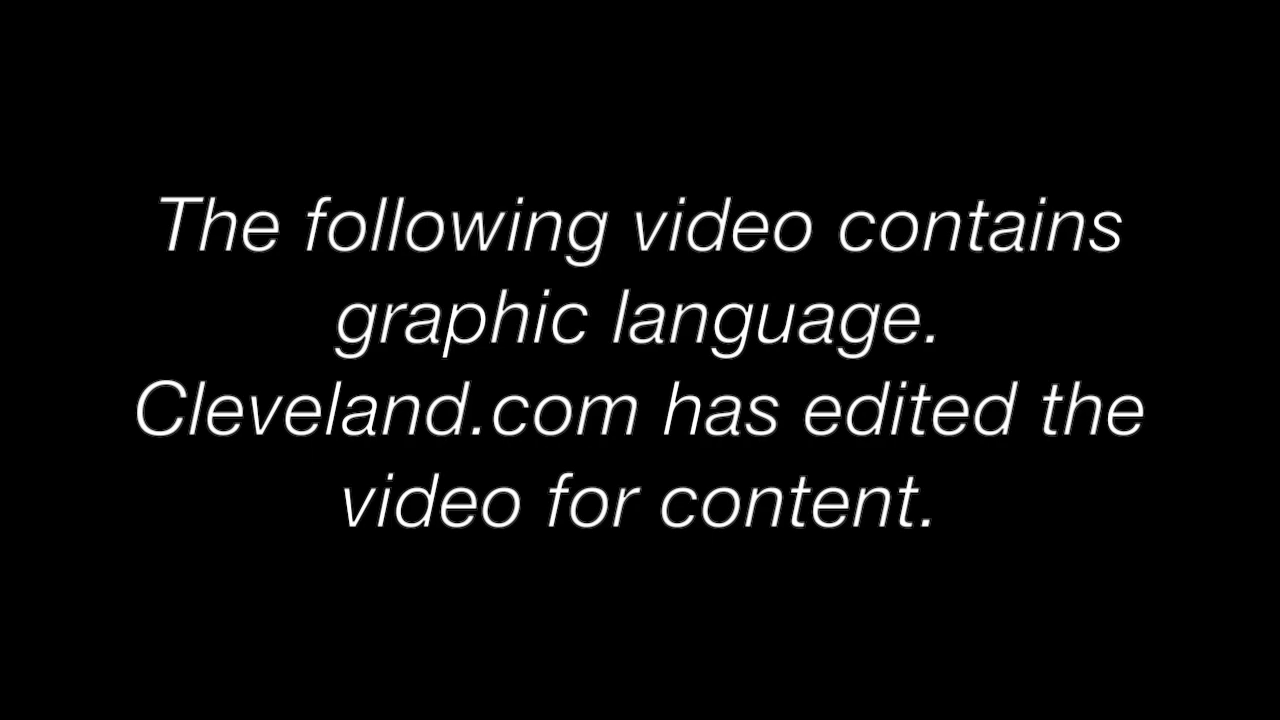 The following video contains
graphic language.
Cleveland.com has edited the
video for content.